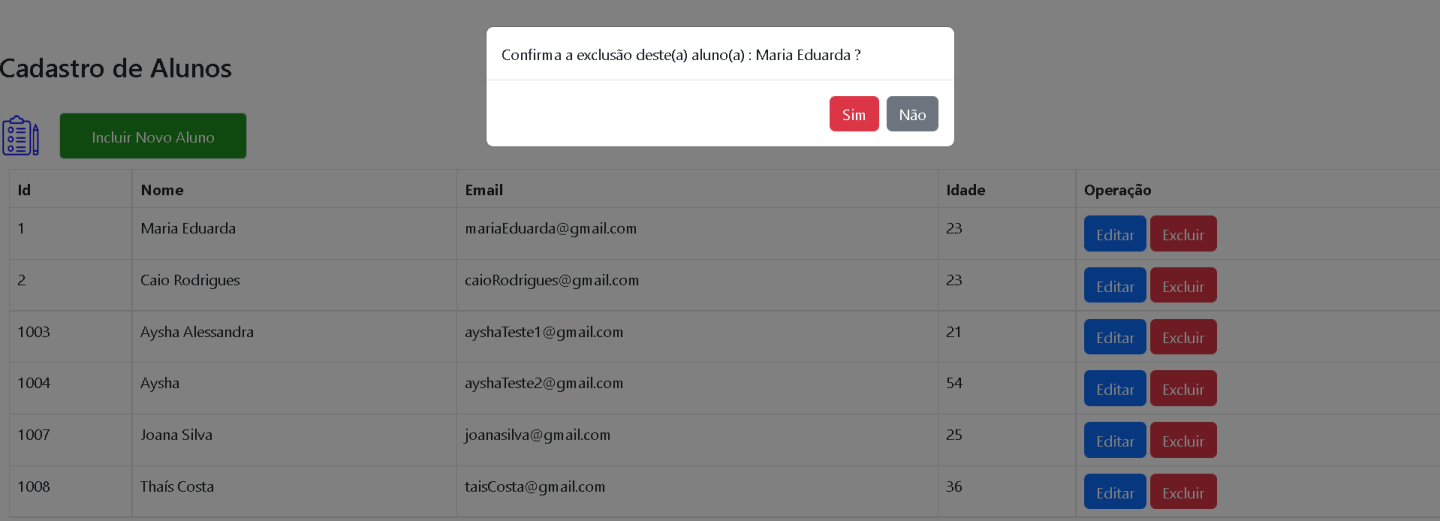 Confirma a exclusão deste(a) aluno(a) : Maria Eduarda ?
Sim Não
Cadastro de Alunos
Incluir Novo Aluno
Id Nome Email Idade Operação
1 Maria Eduarda mariaEduarda@gmail.com 23 Editar Excluir
2 Caio Rodrigues caioRodrigues@gmail.com 23 Editar Excluir
1003 Aysha Alessandra ayshaTeste1@gmail.com 21 Editar Excluir
1004 Aysha ayshaTeste2@gmail.com 54 Editar Excluir
1007 Joana Silva joanasilva@gmail.com 25 Editar Excluir
1008 Thaís Costa taisCosta@gmail.com 36 Editar Excluir